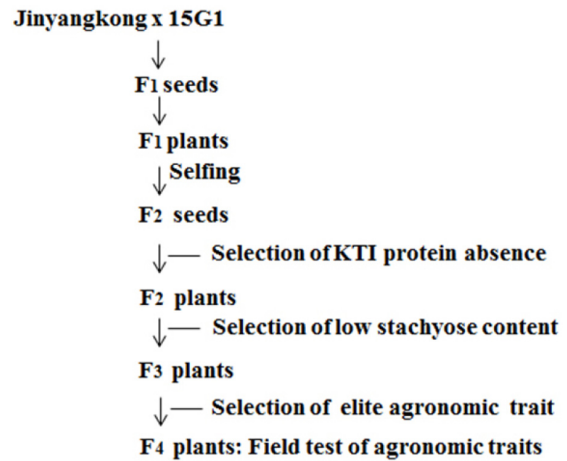 Jinyangkong x 15G1
F1 seeds
F1 plants
Selfing
F2 seeds
Selection of KTI protein absence
F2 plants
Selection of low stachyose content
F3 plants
Selection of elite agronomic trait
F4 plants: Field test of agronomic traits